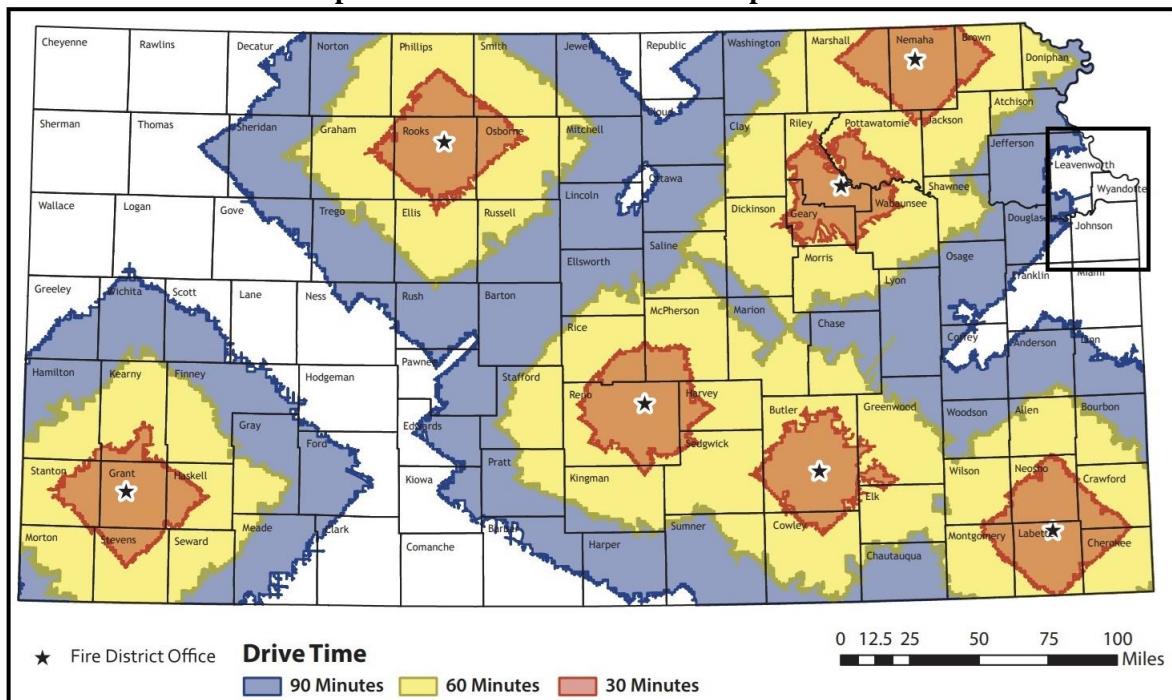 Cheyenne
Rawlins
Decatur
Norton
Phillips
Smith
Jewell
Republic
Washington
Marshall
Nemaha
Brown
Doniphan
Atchison
Cloud
Sherman
Thomas
Sheridan
Graham
Rooks
Osborne
Mitchell
Clay
Riley
Pottawatomie
Jackson
Jefferson
Leavenworth
Wyandotte
Ottawa
Lincoln
Shawnee
Wabaunsee
Geary
Dickinson
Douglas
Johnson
Wallace
Logan
Gove
Trego
Ellis
Russell
Saline
Ellsworth
Morris
Osage
Lyon
Franklin
Miami
Greeley
Wichita
Scott
Lane
Ness
Rush
Barton
Rice
McPherson
Marion
Chase
Coffey
Anderson
Linn
Pawnee
Hamilton
Kearny
Finney
Hodgeman
Stafford
Reno
Harvey
Butler
Greenwood
Woodson
Allen
Bourbon
Gray
Ford
Edwards
Sedgwick
Stanton
Grant
Haskell
Kiowa
Pratt
Kingman
Elk
Wilson
Neosho
Crawford
Morton
Stevens
Seward
Meade
Clark
Comanche
Barber
Harper
Sumner
Cowley
Chautauqua
Montgomery
Labette
Cherokee
Fire District Office
Drive Time
90 Minutes 60 Minutes 30 Minutes
0 12.5 25 50 75 100
Miles